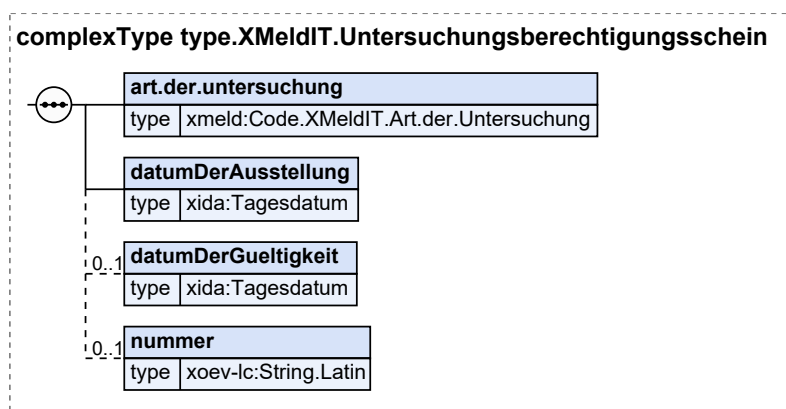 complexType type.XMeldIT.Untersuchungsberechtigungsschein
art.der.untersuchung
type xmeld:Code.XMeldIT.Art.der.Untersuchung
datumDerAusstellung
type xida:Tagesdatum
0..1 datumDerGueltigkeit
type xida:Tagesdatum
0..1 nummer
type xoev-lc:String.Latin